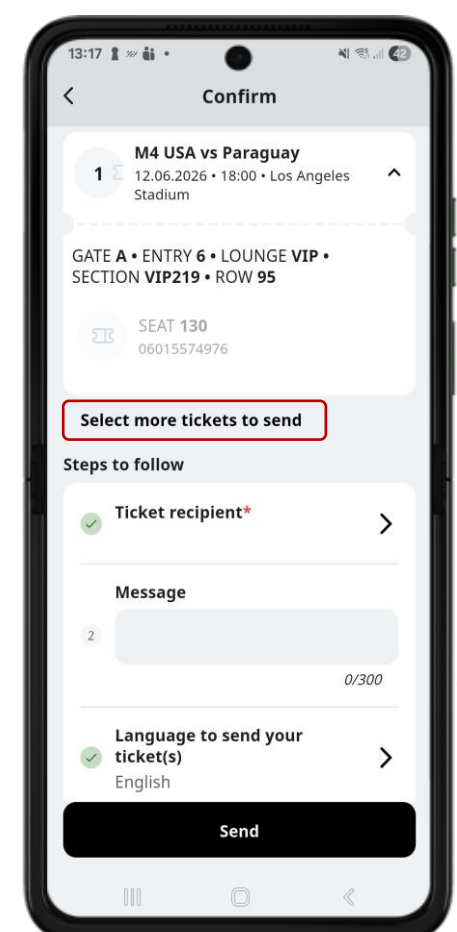 13:17
42
Confirm
1
M4 USA vs Paraguay
12.06.2026 • 18:00 • Los Angeles
Stadium
GATE A • ENTRY 6 • LOUNGE VIP •
SECTION VIP219 • ROW 95
SEAT 130
06015574976
Select more tickets to send
Steps to follow
Ticket recipient*
Message
2
0/300
Language to send your
ticket(s)
English
Send